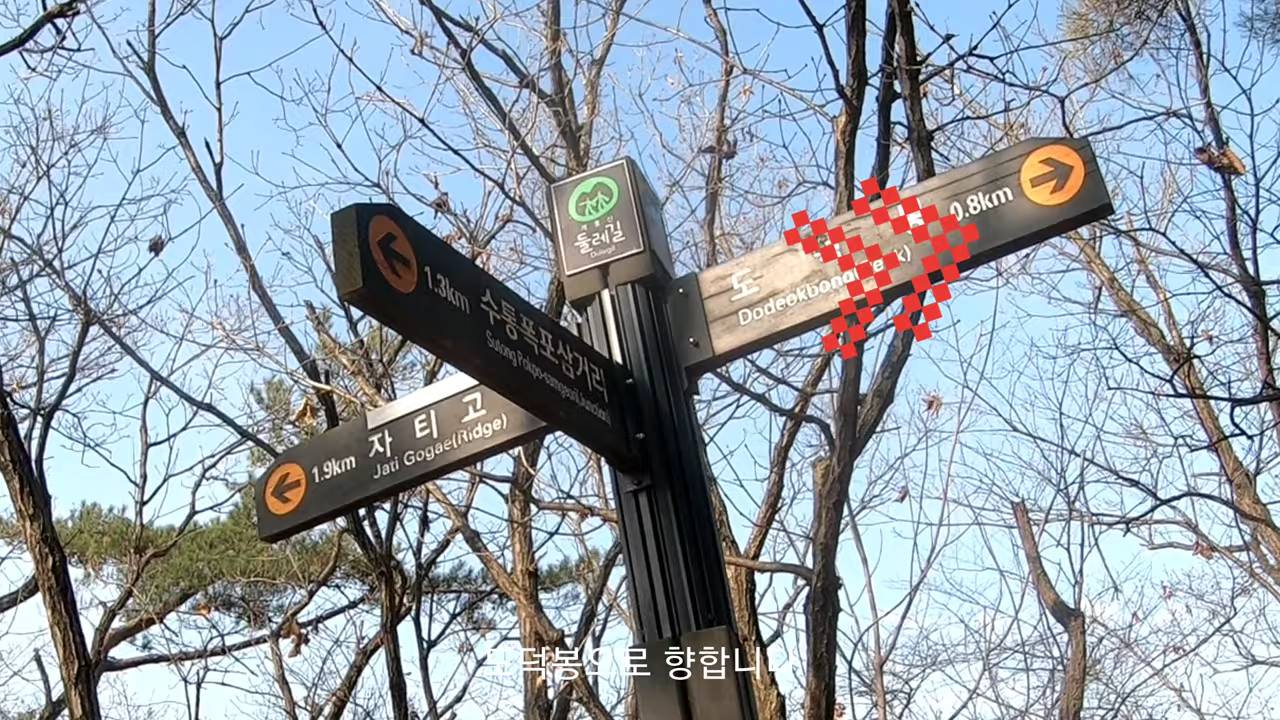 둘레길
Dulegil
1.3km 수통폭포삼거리
Sutong Pokpo-samgeori(Junction)
도 0.8km
1.9km 자 티 고
Jati Gogae(Ridge)
향합니다